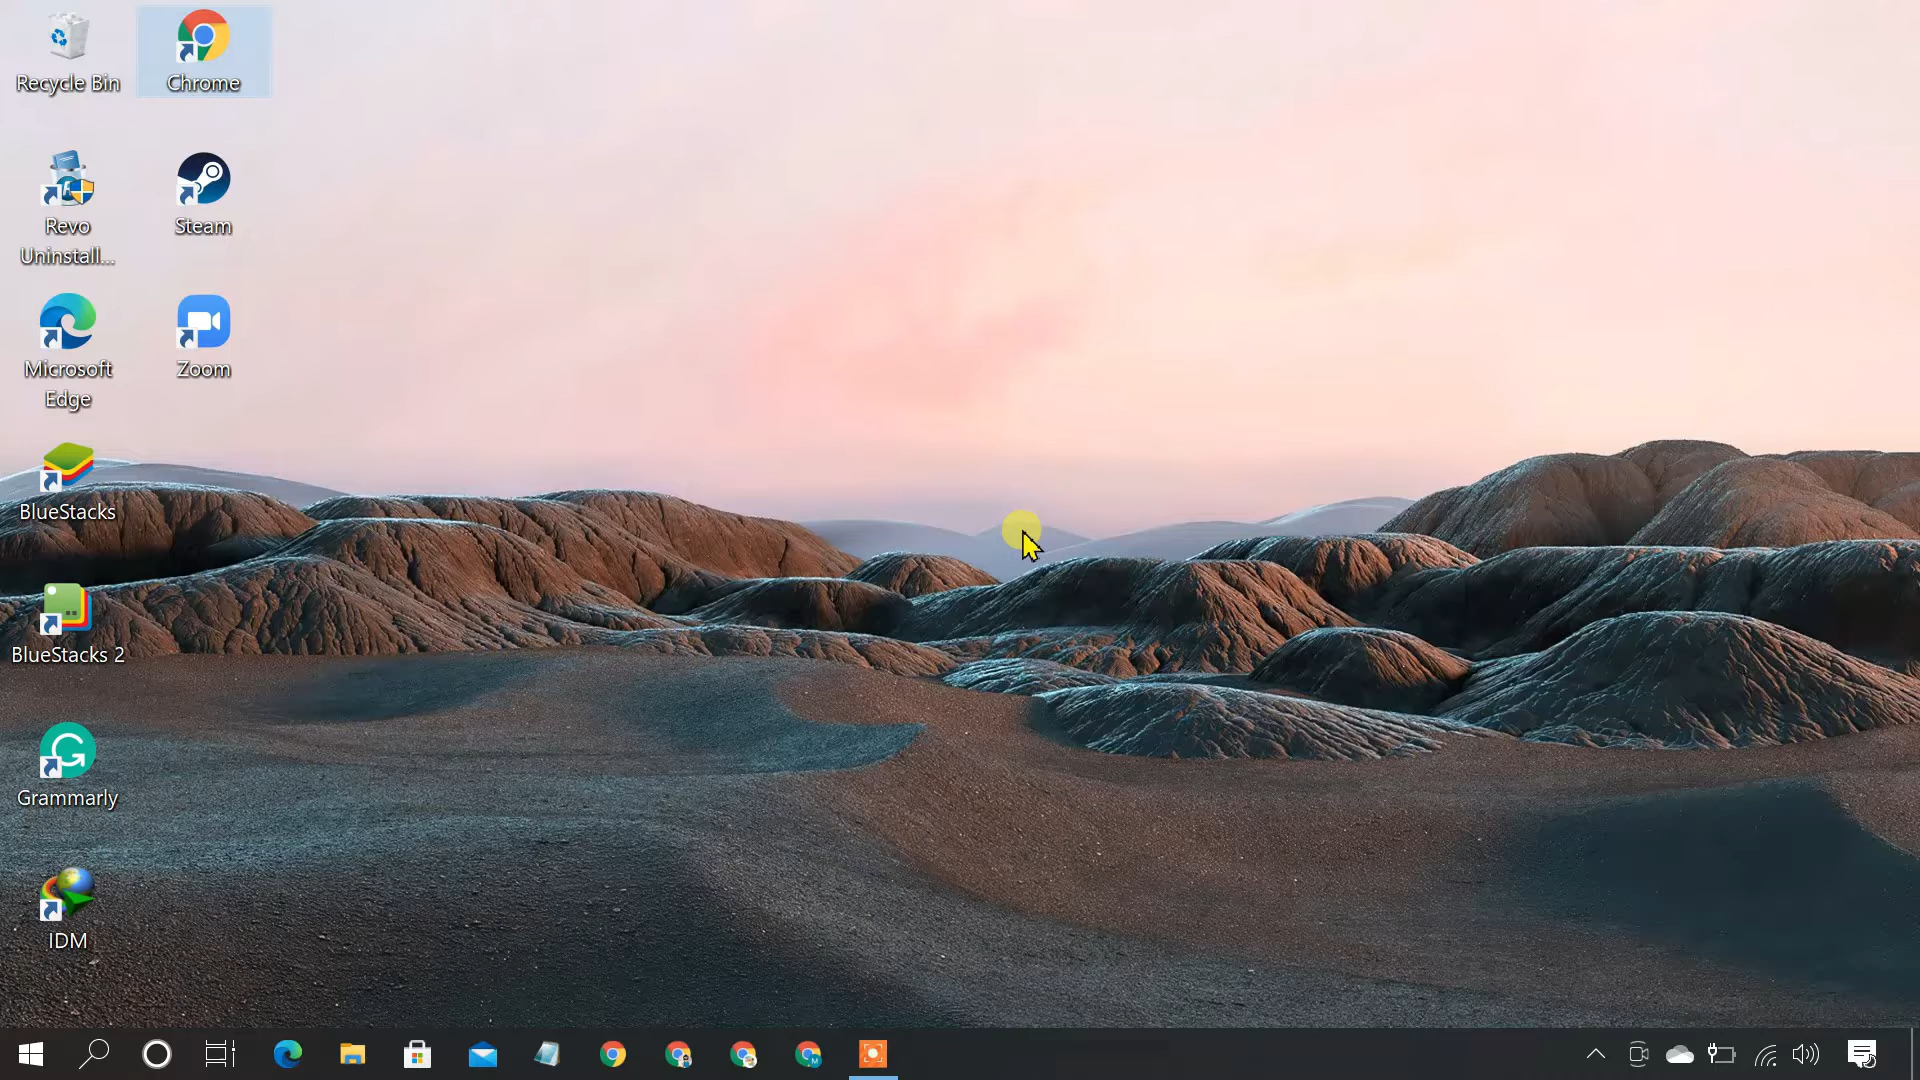 Recycle Bin
Chrome
Revo
Uninstall...
Steam
Microsoft
Edge
Zoom
BlueStacks
BlueStacks 2
Grammarly
IDM